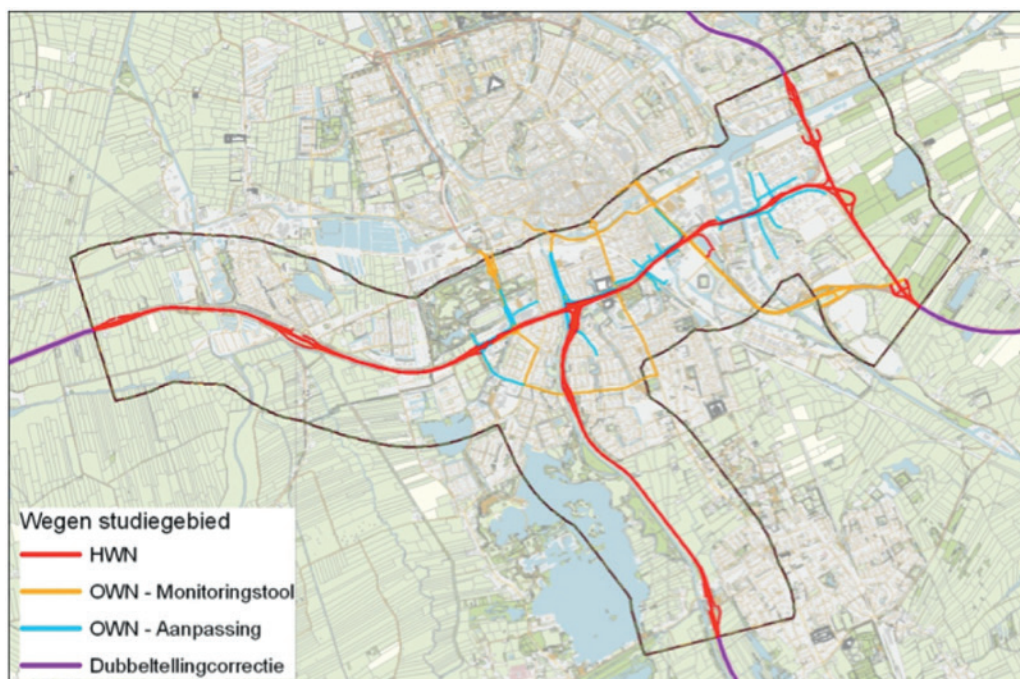 Wegen studiegebied
HWN
OWN - Monitoringstool
OWN - Aanpassing
Dubbeltellingcorrectie